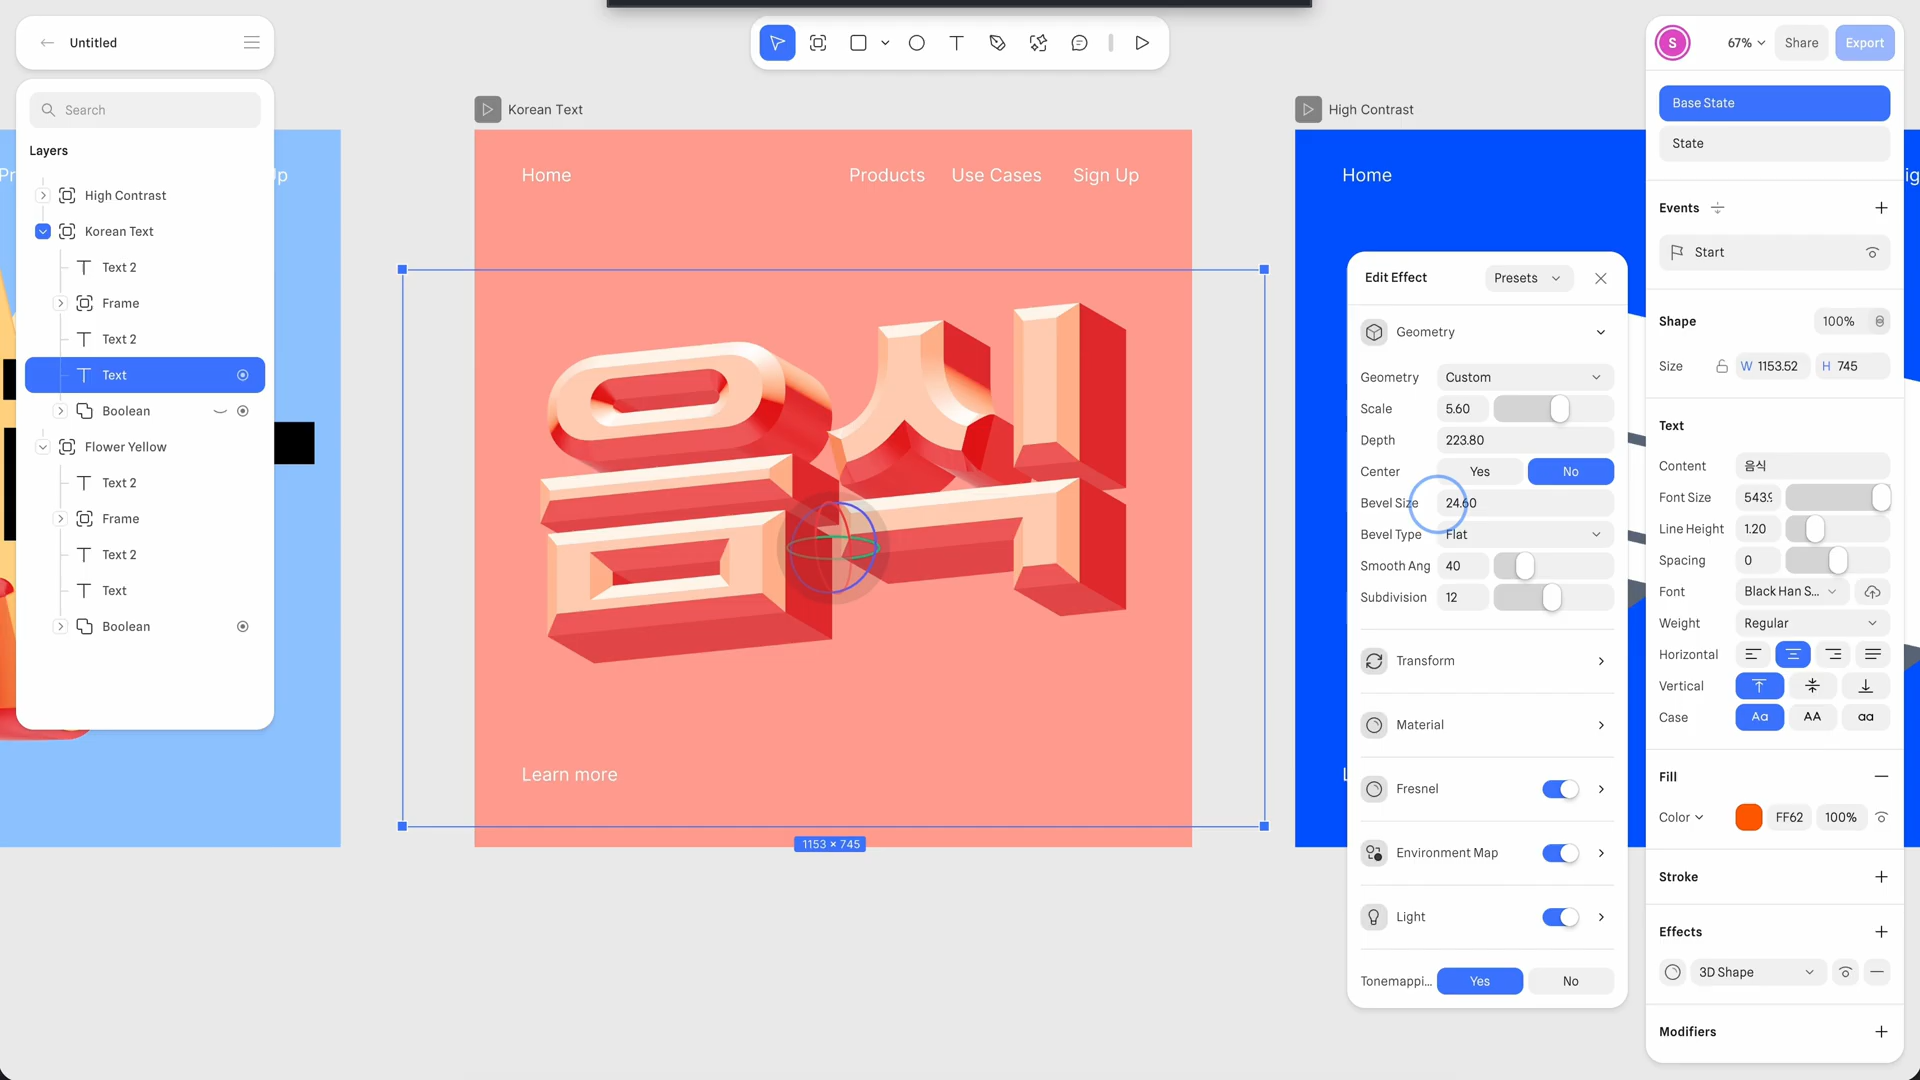 Untitled
Search
Layers
High Contrast
Korean Text
Text 2
Frame
Text 2
Text
Boolean
Flower Yellow
Text 2
Frame
Text 2
Text
Boolean
Pr
Up
Korean Text
Home
Products
Use Cases
Sign Up
음식
Learn more
1153 × 745
High Contrast
Home
Sig
L
Edit Effect
Presets
Geometry
Geometry
Custom
Scale
5.60
Depth
223.80
Center
Yes
No
Bevel Size
24.60
Bevel Type
Flat
Smooth Ang
40
Subdivision
12
Transform
Material
Fresnel
Environment Map
Light
Tonemappi...
Yes
No
S
67%
Share
Export
Base State
State
Events
Start
Shape
100%
Size
W 1153.52
H 745
Text
Content
음식
Font Size
543.9
Line Height
1.20
Spacing
0
Font
Black Han S...
Weight
Regular
Horizontal
Vertical
Case
Aa
AA
aa
Fill
Color
FF62
100%
Stroke
Effects
3D Shape
Modifiers